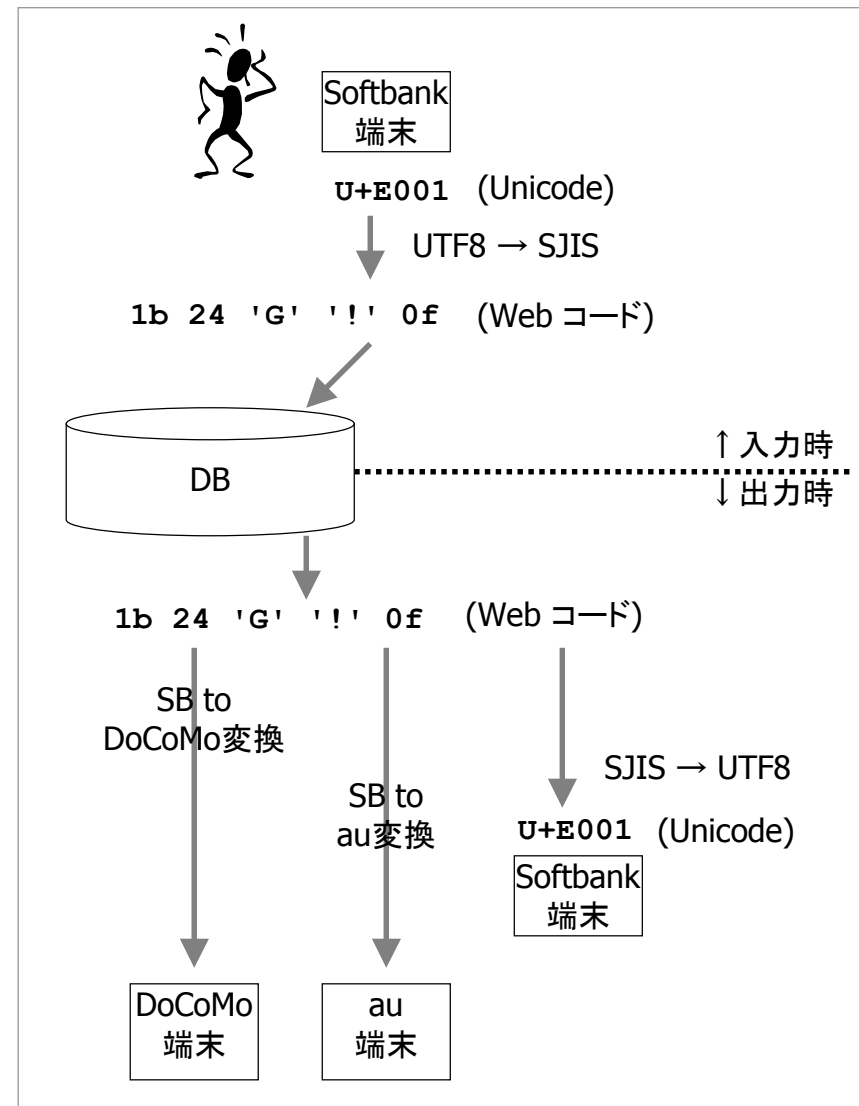 Softbank
端末
U+E001 (Unicode)
UTF8 → SJIS
1b 24 'G' '!' 0f (Web コード)
DB
↑入力時
↓出力時
1b 24 'G' '!' 0f (Web コード)
SB to
DoCoMo変換
SJIS → UTF8
SB to
au変換
U+E001 (Unicode)
Softbank
端末
DoCoMo
端末
au
端末